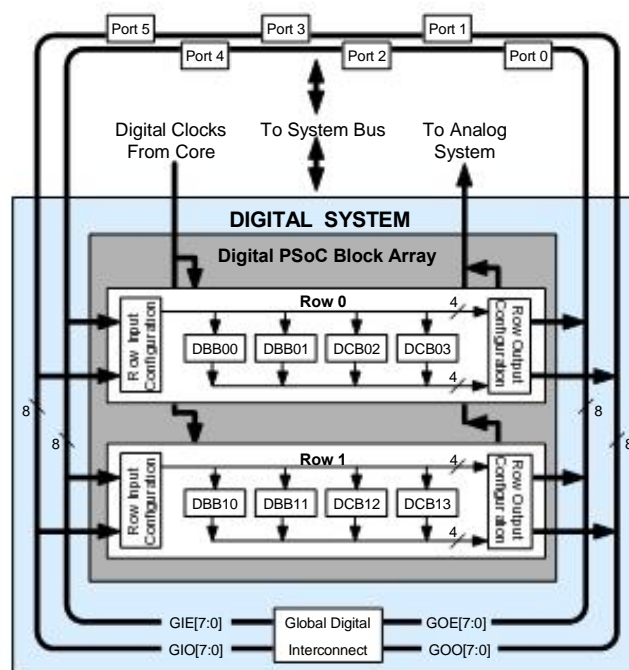 Port 5
Port 3
Port 1
Port 4
Port 2
Port 0
Digital Clocks
From Core
To System Bus
To Analog
System
DIGITAL SYSTEM
Digital PSoC Block Array
Row 0
4
Row Input
Configuration
DBB00
DBB01
DCB02
DCB03
4
Row Output
Configuration
8
8
8
8
Row 1
4
Row Input
Configuration
DBB10
DBB11
DCB12
DCB13
4
Row Output
Configuration
GIE[7:0]
GIO[7:0]
Global Digital
Interconnect
GOE[7:0]
GOO[7:0]